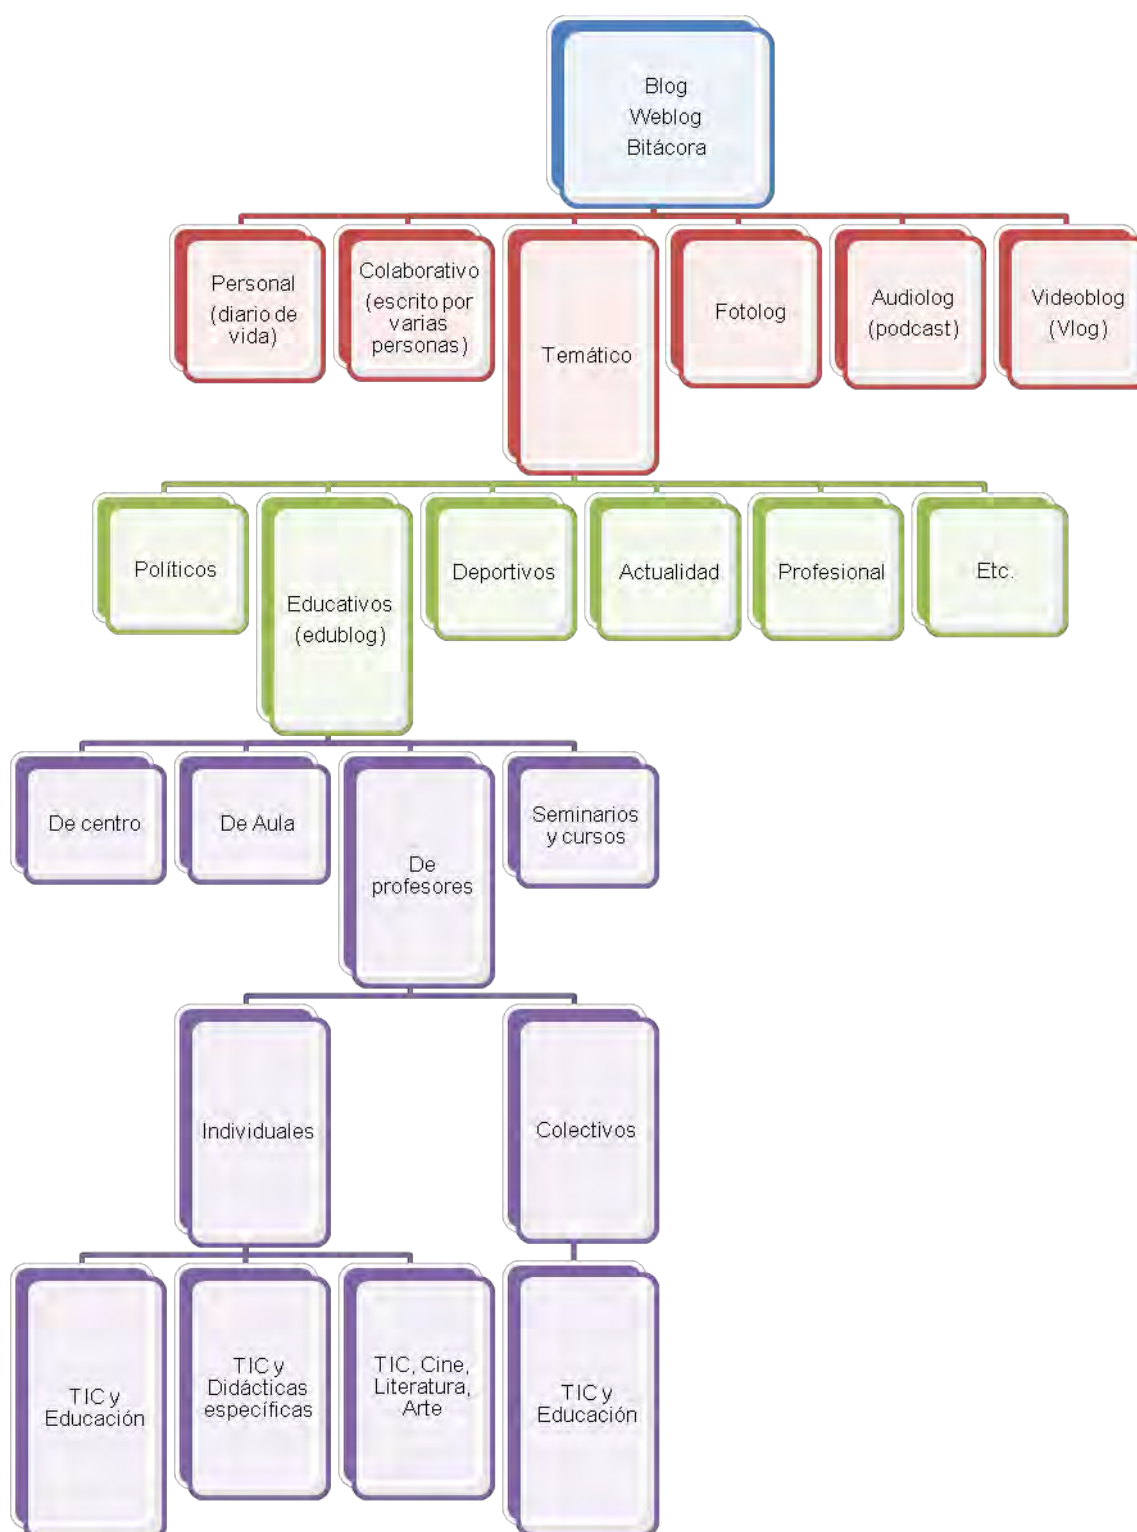 Blog
Weblog
Bitácora
Personal
(diario de
vida)
Colaborativo
(escrito por
varias
personas)
Temático
Fotolog
Audiolog
(podcast)
Videoblog
(Vlog)
Políticos
Educativos
(edublog)
Deportivos
Actualidad
Profesional
Etc.
De centro
De Aula
De
profesores
Seminarios
y cursos
Individuales
Colectivos
TIC y
Educación
TIC y
Didácticas
específicas
TIC, Cine,
Literatura,
Arte
TIC y
Educación